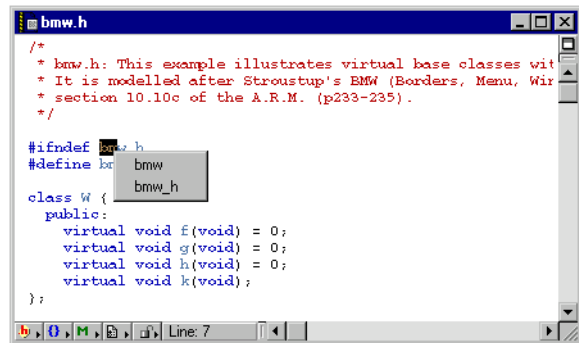 bmw.h
/*
* bmw.h: This example illustrates virtual base classes wit
* It is modelled after Stroustup's BMW (Borders, Menu, Wir
* section 10.10c of the A.R.M. (p233-235).
*/
#ifndef bmw_h
#define bm
bmw
bmw_h
class W {
public:
virtual void f(void) = 0;
virtual void g(void) = 0;
virtual void h(void) = 0;
virtual void k(void);
};
h {} M Line: 7